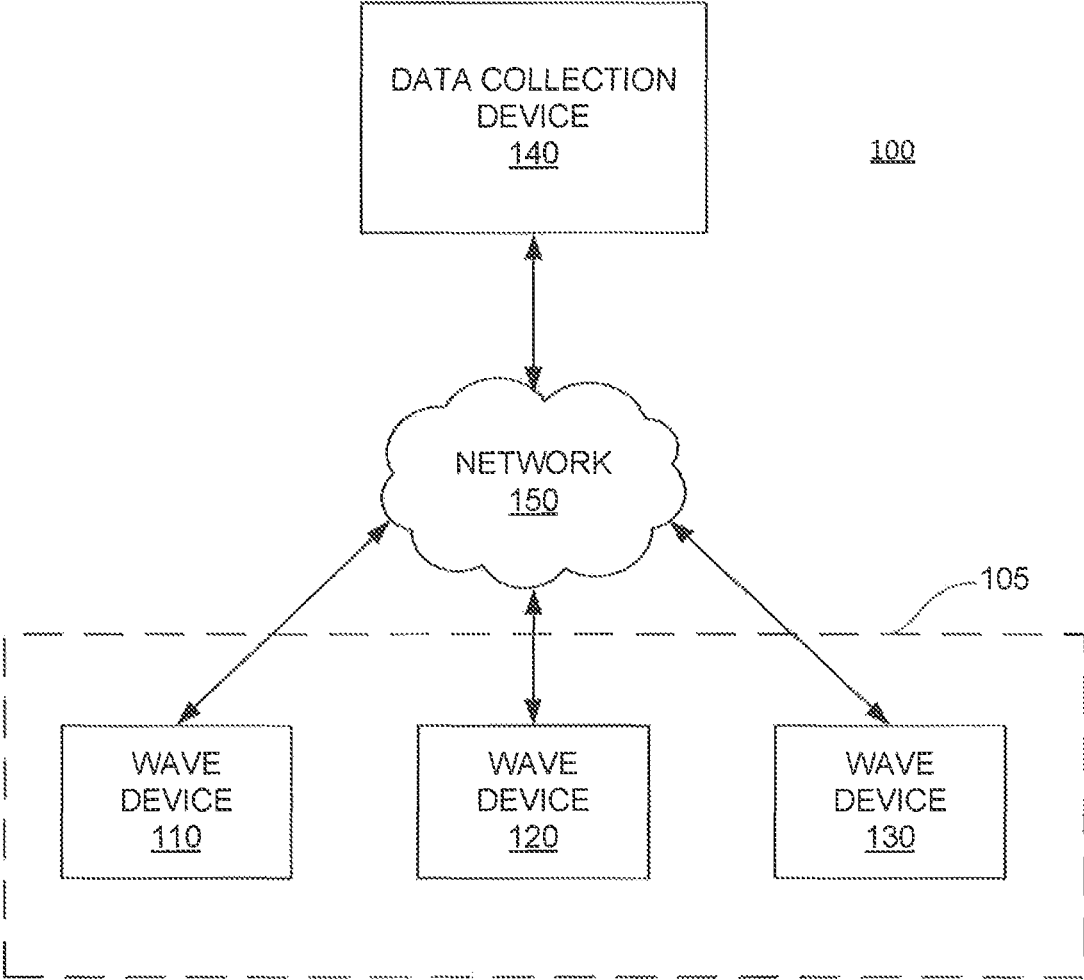 DATA COLLECTION
DEVICE
140
100
NETWORK
150
105
WAVE
DEVICE
110
WAVE
DEVICE
120
WAVE
DEVICE
130